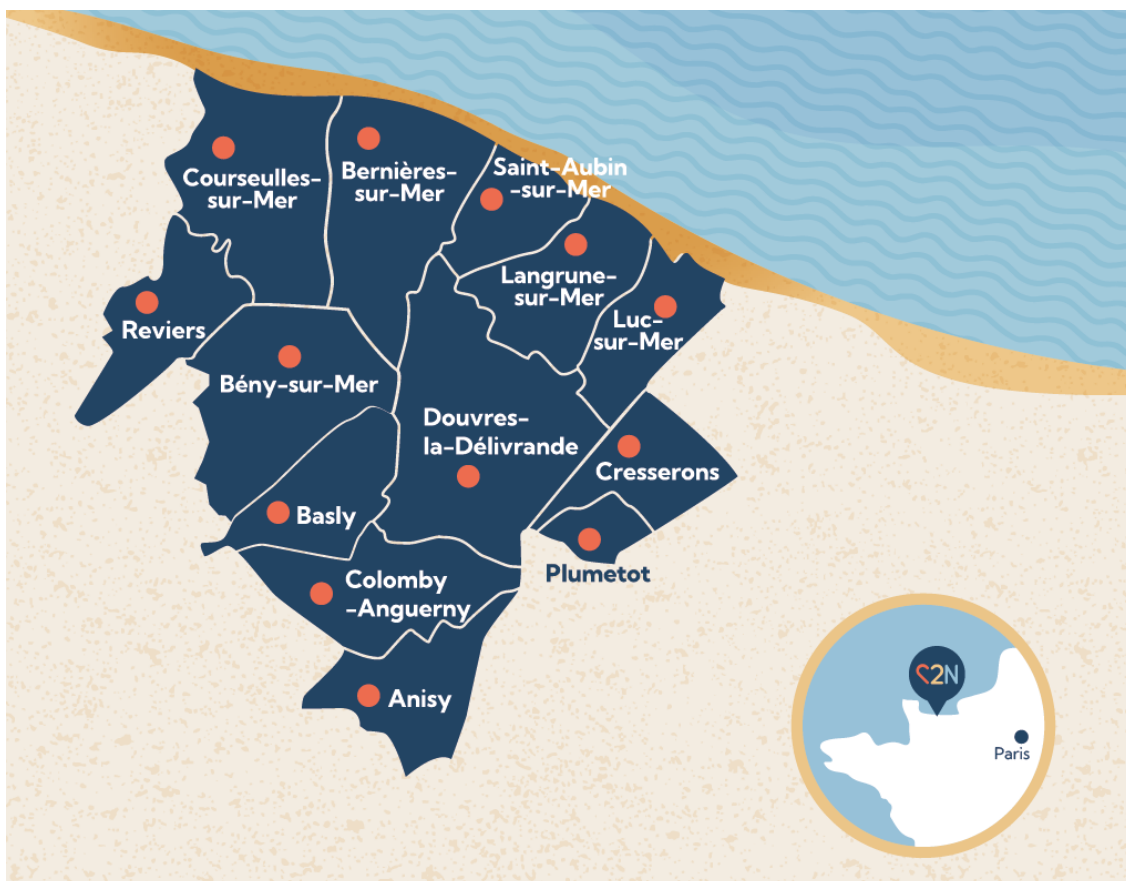 Courseulles-
sur-Mer
Bernières-
sur-Mer
Saint-Aubin
-sur-Mer
Langrune-
sur-Mer
Luc-
sur-Mer
Reviers
Bény-sur-Mer
Douvres-
la-Délivrande
Cresserons
Basly
Plumetot
Colomby
-Anguerny
Anisy
C2N
Paris